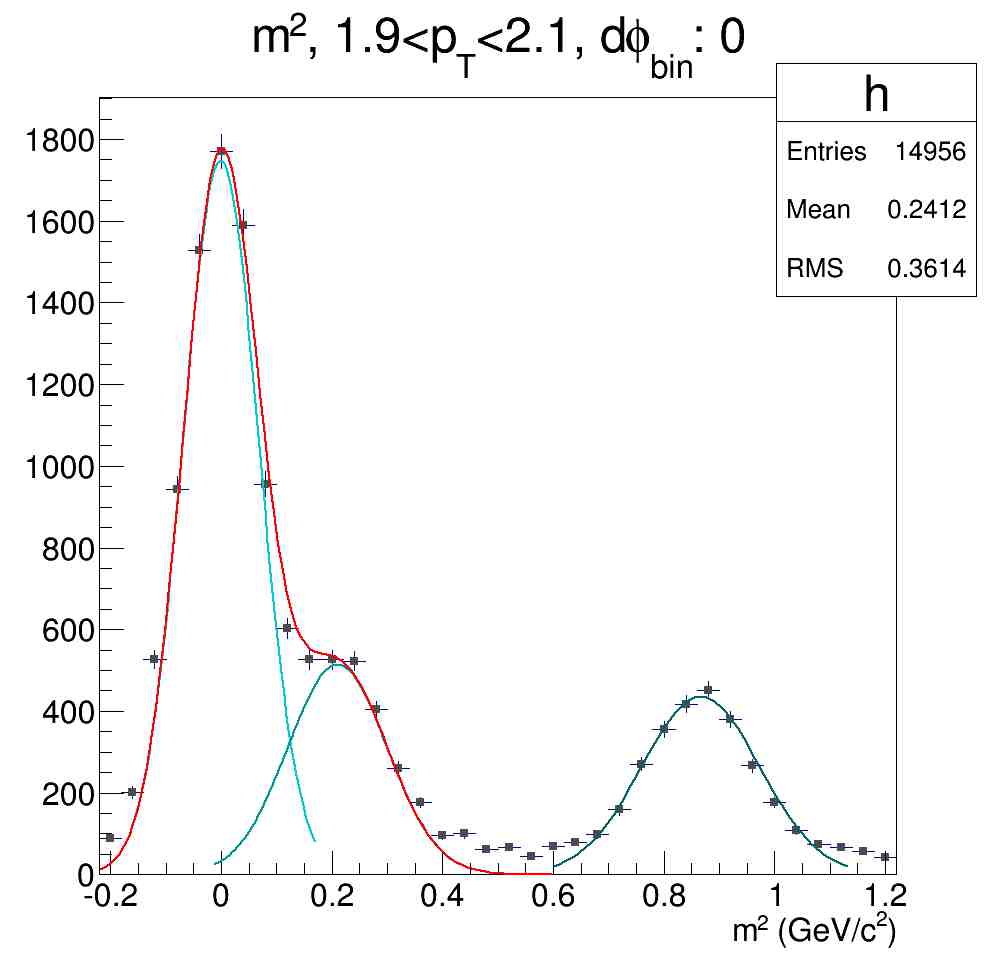 m², 1.9<p_T<2.1, dϕ_bin: 0
h
Entries 14956
Mean 0.2412
RMS 0.3614
1800
1600
1400
1200
1000
800
600
400
200
0
-0.2 0 0.2 0.4 0.6 0.8 1 1.2
m² (GeV/c²)